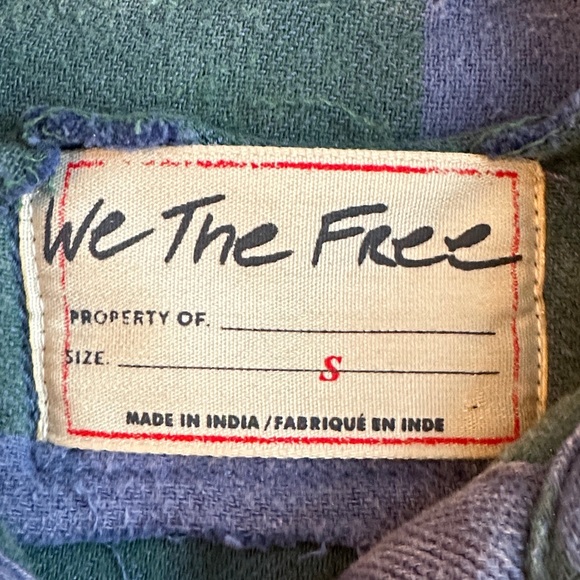 We The Free
PROPERTY OF.
SIZE. S
MADE IN INDIA / FABRIQUÉ EN INDE